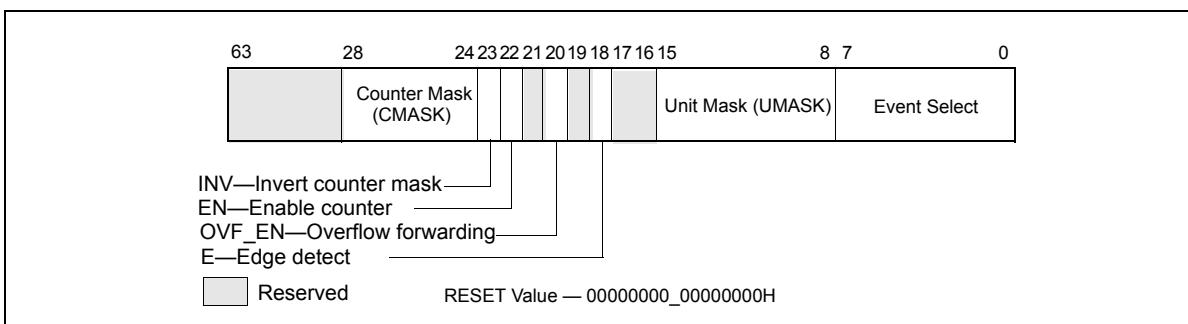 63 28 24 23 22 21 20 19 18 17 16 15 8 7 0
Counter Mask
(CMASK)
Unit Mask (UMASK)
Event Select
INV—Invert counter mask
EN—Enable counter
OVF_EN—Overflow forwarding
E—Edge detect
Reserved
RESET Value — 00000000_00000000H